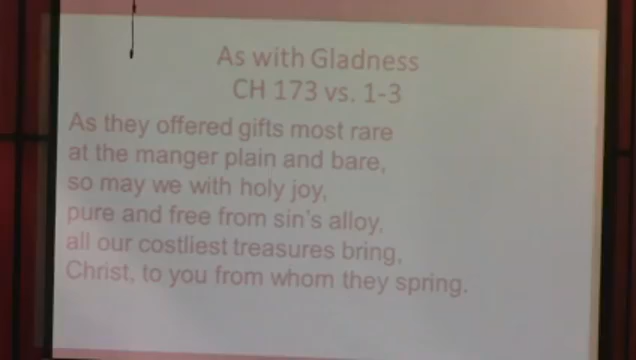 As with Gladness
CH 173 vs. 1-3
As they offered gifts most rare
at the manger plain and bare,
so may we with holy joy,
pure and free from sin's alloy,
all our costliest treasures bring,
Christ, to you from whom they spring.